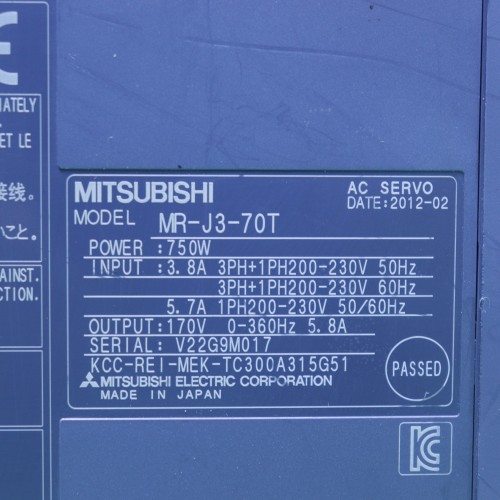 CE
IATELY
ET LE
接线。
いこと。
AINST.
CTION.
MITSUBISHI
AC SERVO
DATE:2012-02
MODEL MR-J3-70T
POWER :750W
INPUT :3.8A 3PH+1PH200-230V 50Hz
3PH+1PH200-230V 60Hz
5.7A 1PH200-230V 50/60Hz
OUTPUT:170V 0-360Hz 5.8A
SERIAL: V22G9M017
KCC-REI-MEK-TC300A315G51
PASSED
MITSUBISHI ELECTRIC CORPORATION
MADE IN JAPAN